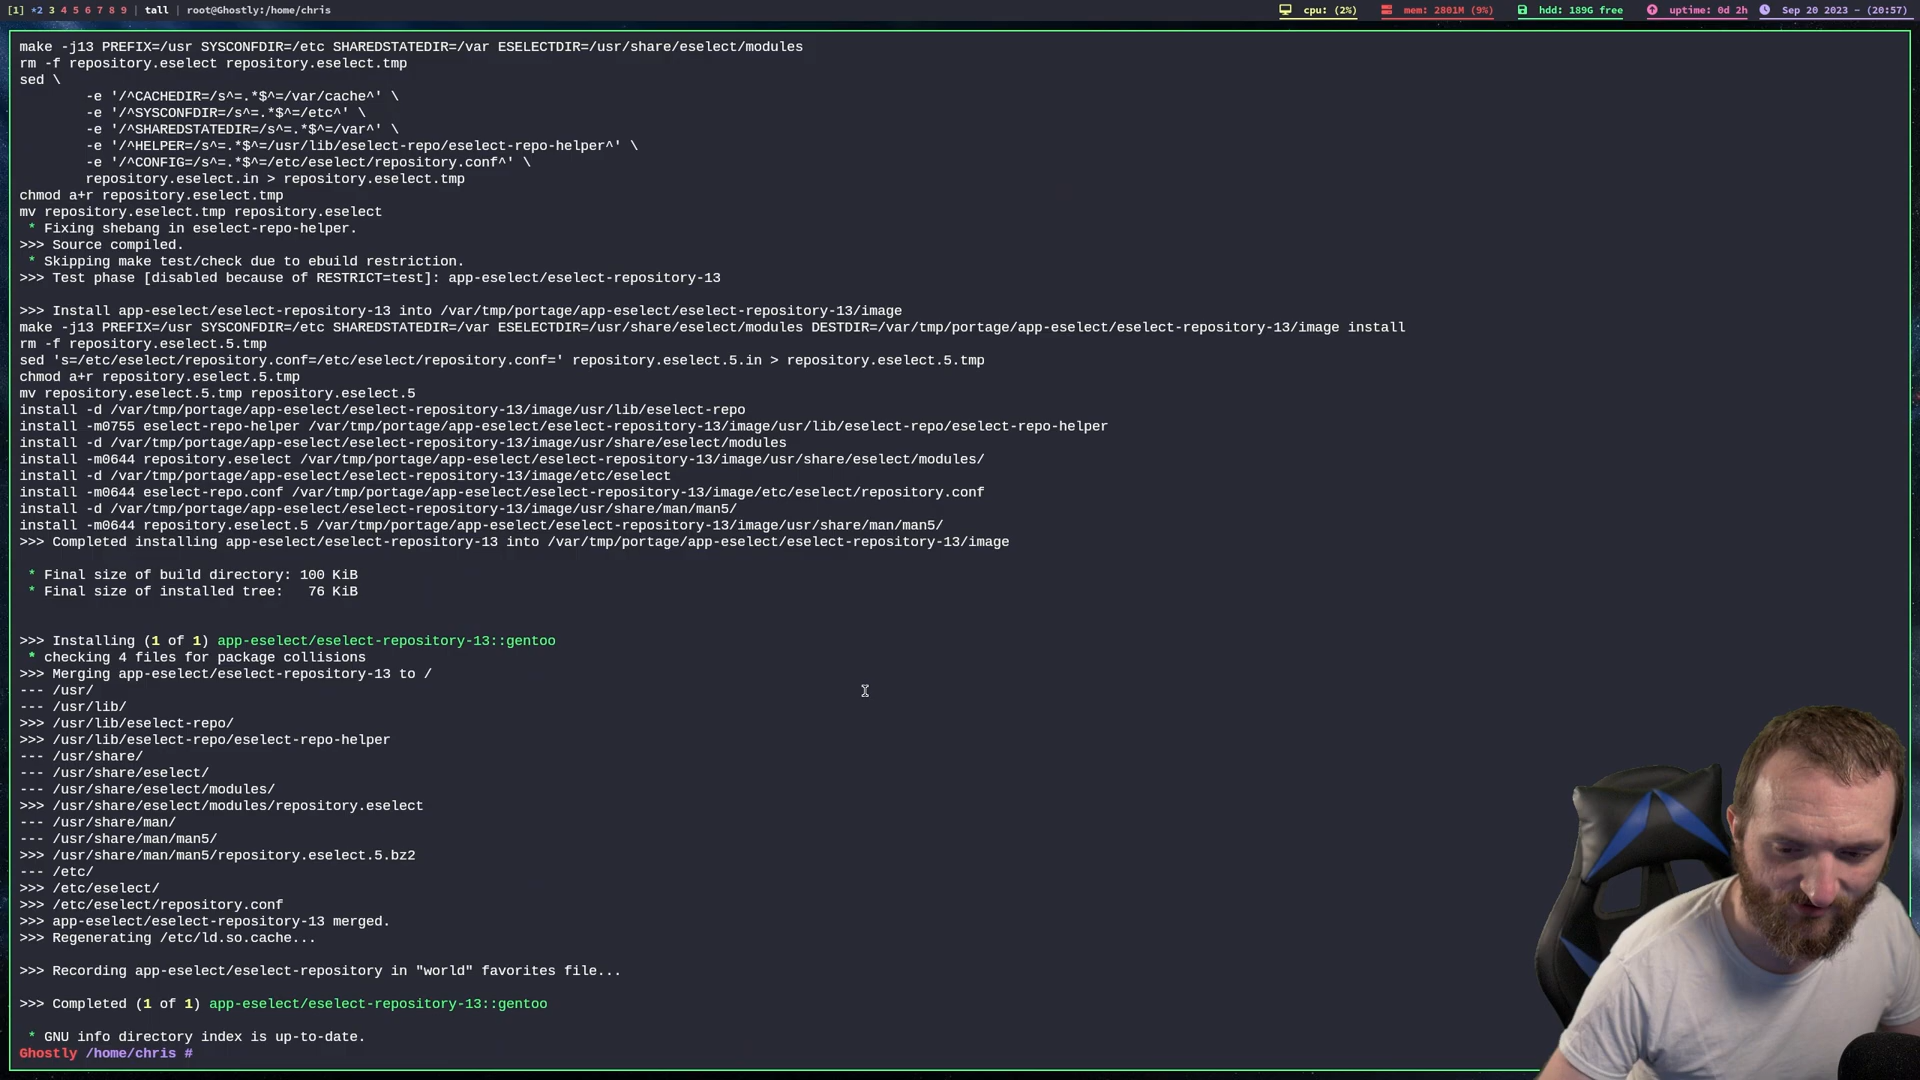 [1] *2 3 4 5 6 7 8 9 | tall | root@Ghostly:/home/chris
cpu: (2%) mem: 2801M (9%) hdd: 189G free uptime: 0d 2h Sep 20 2023 - (20:57)
make -j13 PREFIX=/usr SYSCONFDIR=/etc SHAREDSTATEDIR=/var ESELECTDIR=/usr/share/eselect/modules
rm -f repository.eselect repository.eselect.tmp
sed \
-e '/^CACHEDIR=/s^=.*$^=/var/cache^' \
-e '/^SYSCONFDIR=/s^=.*$^=/etc^' \
-e '/^SHAREDSTATEDIR=/s^=.*$^=/var^' \
-e '/^HELPER=/s^=.*$^=/usr/lib/eselect-repo/eselect-repo-helper^' \
-e '/^CONFIG=/s^=.*$^=/etc/eselect/repository.conf^' \
repository.eselect.in > repository.eselect.tmp
chmod a+r repository.eselect.tmp
mv repository.eselect.tmp repository.eselect
* Fixing shebang in eselect-repo-helper.
>>> Source compiled.
* Skipping make test/check due to ebuild restriction.
>>> Test phase [disabled because of RESTRICT=test]: app-eselect/eselect-repository-13
>>> Install app-eselect/eselect-repository-13 into /var/tmp/portage/app-eselect/eselect-repository-13/image
make -j13 PREFIX=/usr SYSCONFDIR=/etc SHAREDSTATEDIR=/var ESELECTDIR=/usr/share/eselect/modules DESTDIR=/var/tmp/portage/app-eselect/eselect-repository-13/image install
rm -f repository.eselect.5.tmp
sed 's=/etc/eselect/repository.conf=/etc/eselect/repository.conf=' repository.eselect.5.in > repository.eselect.5.tmp
chmod a+r repository.eselect.5.tmp
mv repository.eselect.5.tmp repository.eselect.5
install -d /var/tmp/portage/app-eselect/eselect-repository-13/image/usr/lib/eselect-repo
install -m0755 eselect-repo-helper /var/tmp/portage/app-eselect/eselect-repository-13/image/usr/lib/eselect-repo/eselect-repo-helper
install -d /var/tmp/portage/app-eselect/eselect-repository-13/image/usr/share/eselect/modules
install -m0644 repository.eselect /var/tmp/portage/app-eselect/eselect-repository-13/image/usr/share/eselect/modules/
install -d /var/tmp/portage/app-eselect/eselect-repository-13/image/etc/eselect
install -m0644 eselect-repo.conf /var/tmp/portage/app-eselect/eselect-repository-13/image/etc/eselect/repository.conf
install -d /var/tmp/portage/app-eselect/eselect-repository-13/image/usr/share/man/man5/
install -m0644 repository.eselect.5 /var/tmp/portage/app-eselect/eselect-repository-13/image/usr/share/man/man5/
>>> Completed installing app-eselect/eselect-repository-13 into /var/tmp/portage/app-eselect/eselect-repository-13/image
* Final size of build directory: 100 KiB
* Final size of installed tree:   76 KiB
>>> Installing (1 of 1) app-eselect/eselect-repository-13::gentoo
* checking 4 files for package collisions
>>> Merging app-eselect/eselect-repository-13 to /
--- /usr/
--- /usr/lib/
>>> /usr/lib/eselect-repo/
>>> /usr/lib/eselect-repo/eselect-repo-helper
--- /usr/share/
--- /usr/share/eselect/
--- /usr/share/eselect/modules/
>>> /usr/share/eselect/modules/repository.eselect
--- /usr/share/man/
--- /usr/share/man/man5/
>>> /usr/share/man/man5/repository.eselect.5.bz2
--- /etc/
>>> /etc/eselect/
>>> /etc/eselect/repository.conf
>>> app-eselect/eselect-repository-13 merged.
>>> Regenerating /etc/ld.so.cache...
>>> Recording app-eselect/eselect-repository in "world" favorites file...
>>> Completed (1 of 1) app-eselect/eselect-repository-13::gentoo
* GNU info directory index is up-to-date.
Ghostly /home/chris #